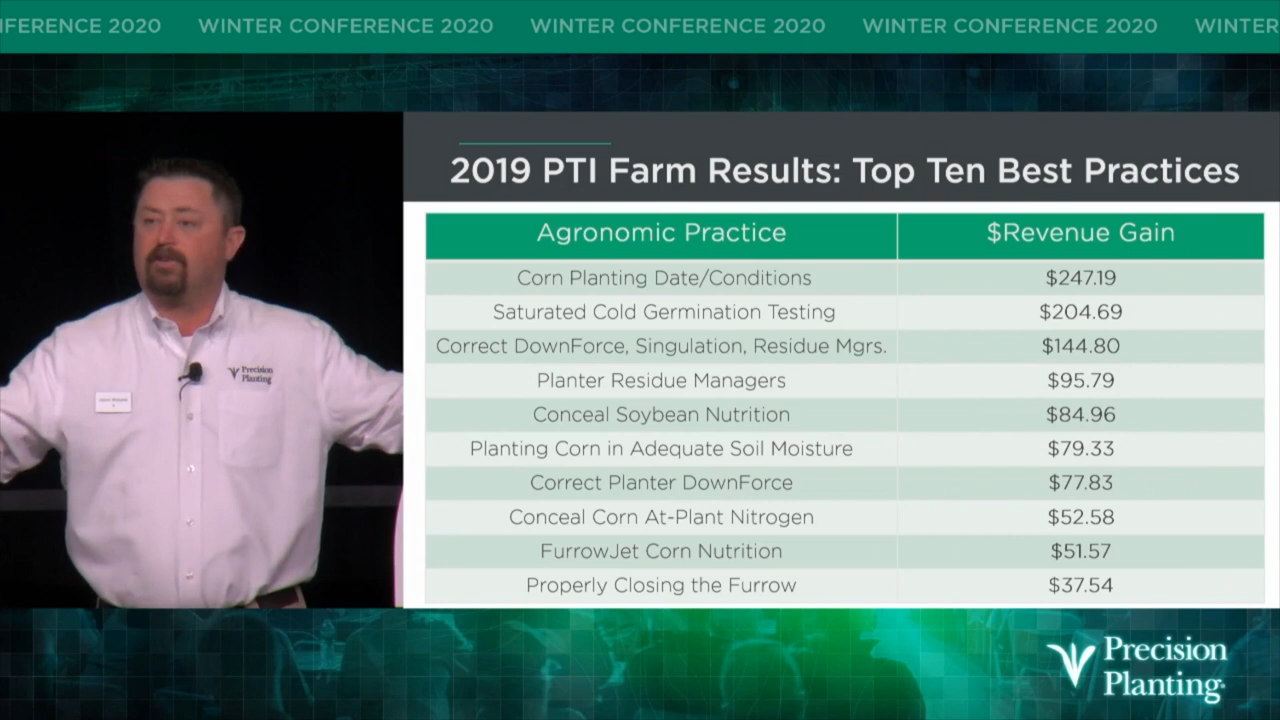 FERENCE 2020 WINTER CONFERENCE 2020 WINTER CONFERENCE 2020 WINTER CONFERENCE 2020 WINTER
2019 PTI Farm Results: Top Ten Best Practices
Agronomic Practice $Revenue Gain
Corn Planting Date/Conditions $247.19
Saturated Cold Germination Testing $204.69
Correct DownForce, Singulation, Residue Mgrs. $144.80
Planter Residue Managers $95.79
Conceal Soybean Nutrition $84.96
Planting Corn in Adequate Soil Moisture $79.33
Correct Planter DownForce $77.83
Conceal Corn At-Plant Nitrogen $52.58
FurrowJet Corn Nutrition $51.57
Properly Closing the Furrow $37.54
Precision
Planting
Precision
Planting